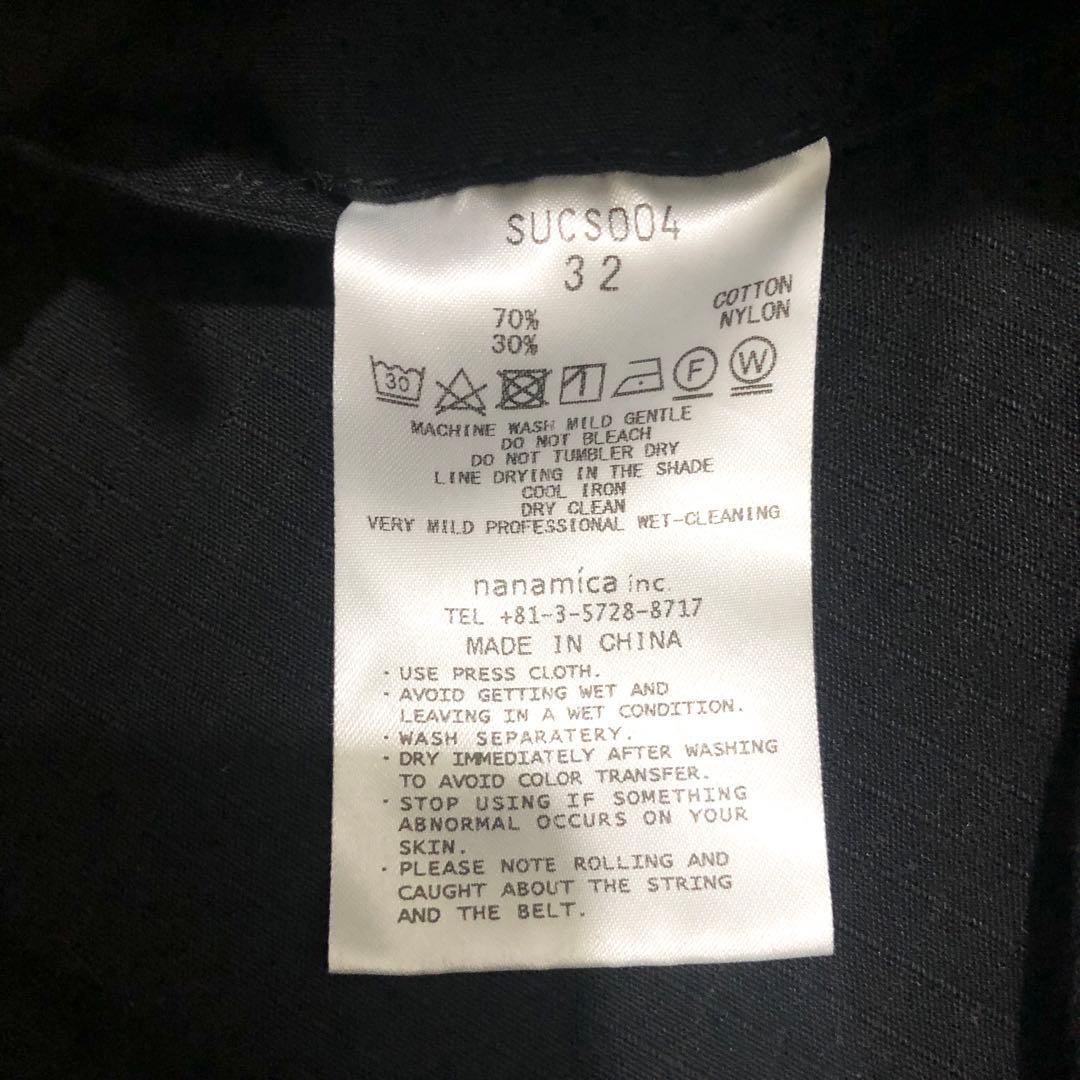 SUCS004
32
70% COTTON
30% NYLON
30 F W
MACHINE WASH MILD GENTLE
DO NOT BLEACH
DO NOT TUMBLER DRY
LINE DRYING IN THE SHADE
COOL IRON
DRY CLEAN
VERY MILD PROFESSIONAL WET-CLEANING
nanamíca inc.
TEL +81-3-5728-8717
MADE IN CHINA
・USE PRESS CLOTH.
・AVOID GETTING WET AND
LEAVING IN A WET CONDITION.
・WASH SEPARATERY.
・DRY IMMEDIATELY AFTER WASHING
TO AVOID COLOR TRANSFER.
・STOP USING IF SOMETHING
ABNORMAL OCCURS ON YOUR
SKIN.
・PLEASE NOTE ROLLING AND
CAUGHT ABOUT THE STRING
AND THE BELT.